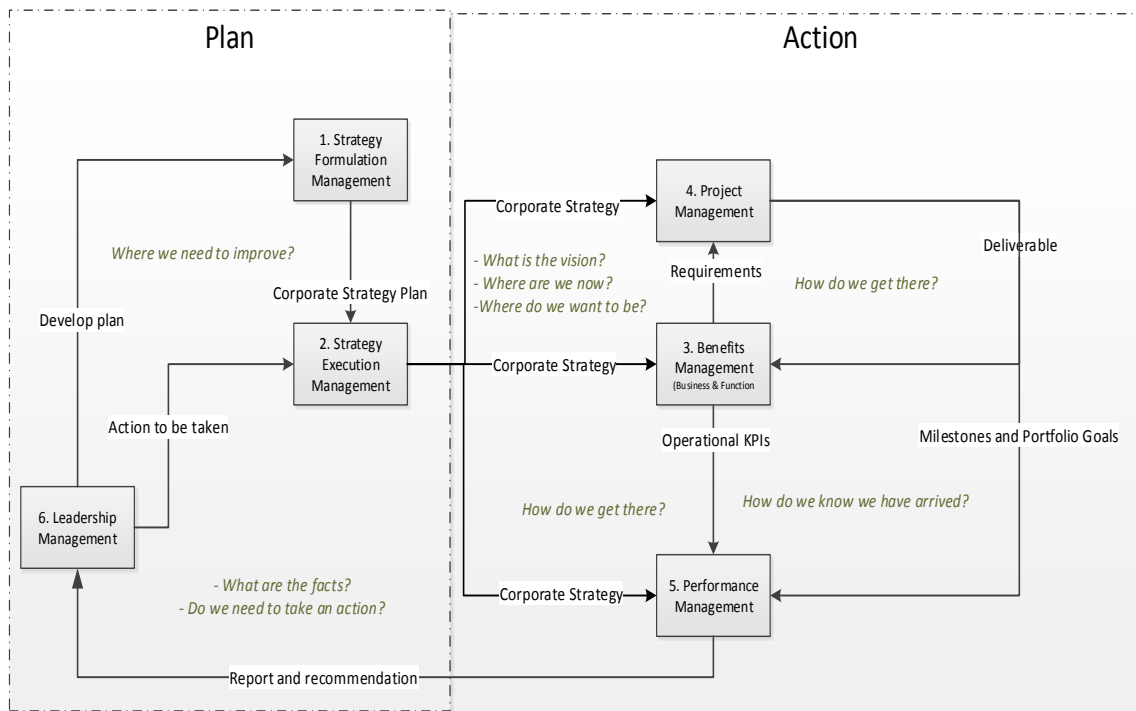 Plan
Action
1. Strategy
Formulation
Management
4. Project
Management
Corporate Strategy
Deliverable
Where we need to improve?
- What is the vision?
- Where are we now?
-Where do we want to be?
Requirements
How do we get there?
Corporate Strategy Plan
Develop plan
2. Strategy
Execution
Management
Corporate Strategy
3. Benefits
Management
(Business & Function
Action to be taken
Operational KPIs
Milestones and Portfolio Goals
6. Leadership
Management
How do we get there?
How do we know we have arrived?
- What are the facts?
- Do we need to take an action?
Corporate Strategy
5. Performance
Management
Report and recommendation